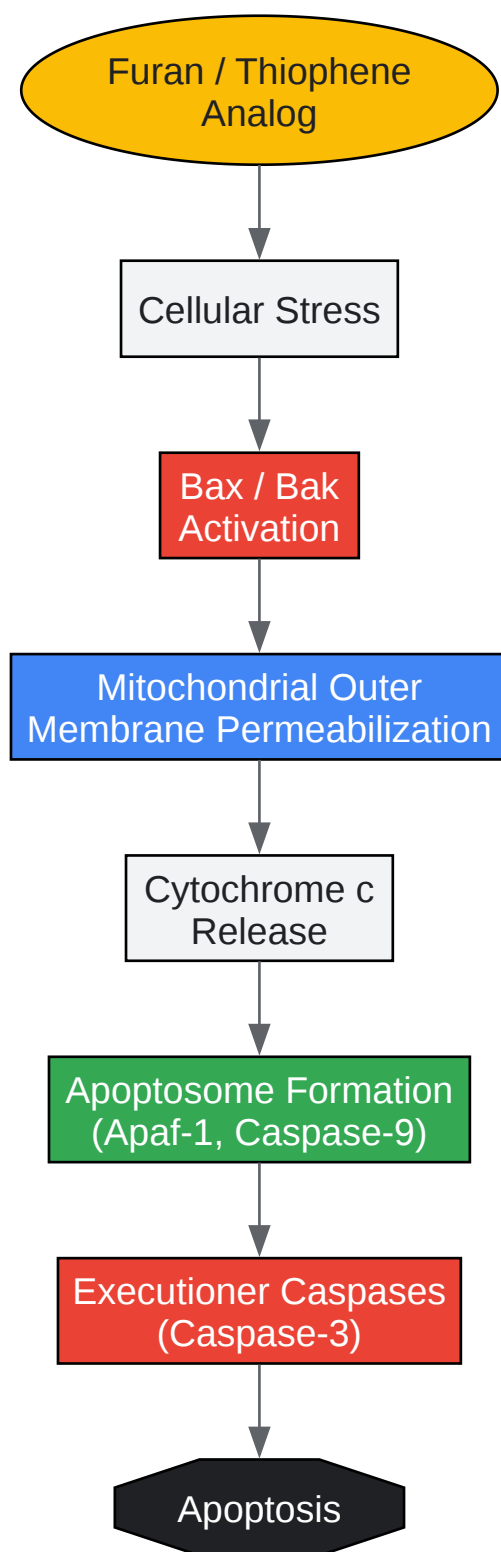 Furan / Thiophene
Analog
Cellular Stress
Bax / Bak
Activation
Mitochondrial Outer
Membrane Permeabilization
Cytochrome c
Release
Apoptosome Formation
(Apaf-1, Caspase-9)
Executioner Caspases
(Caspase-3)
Apoptosis